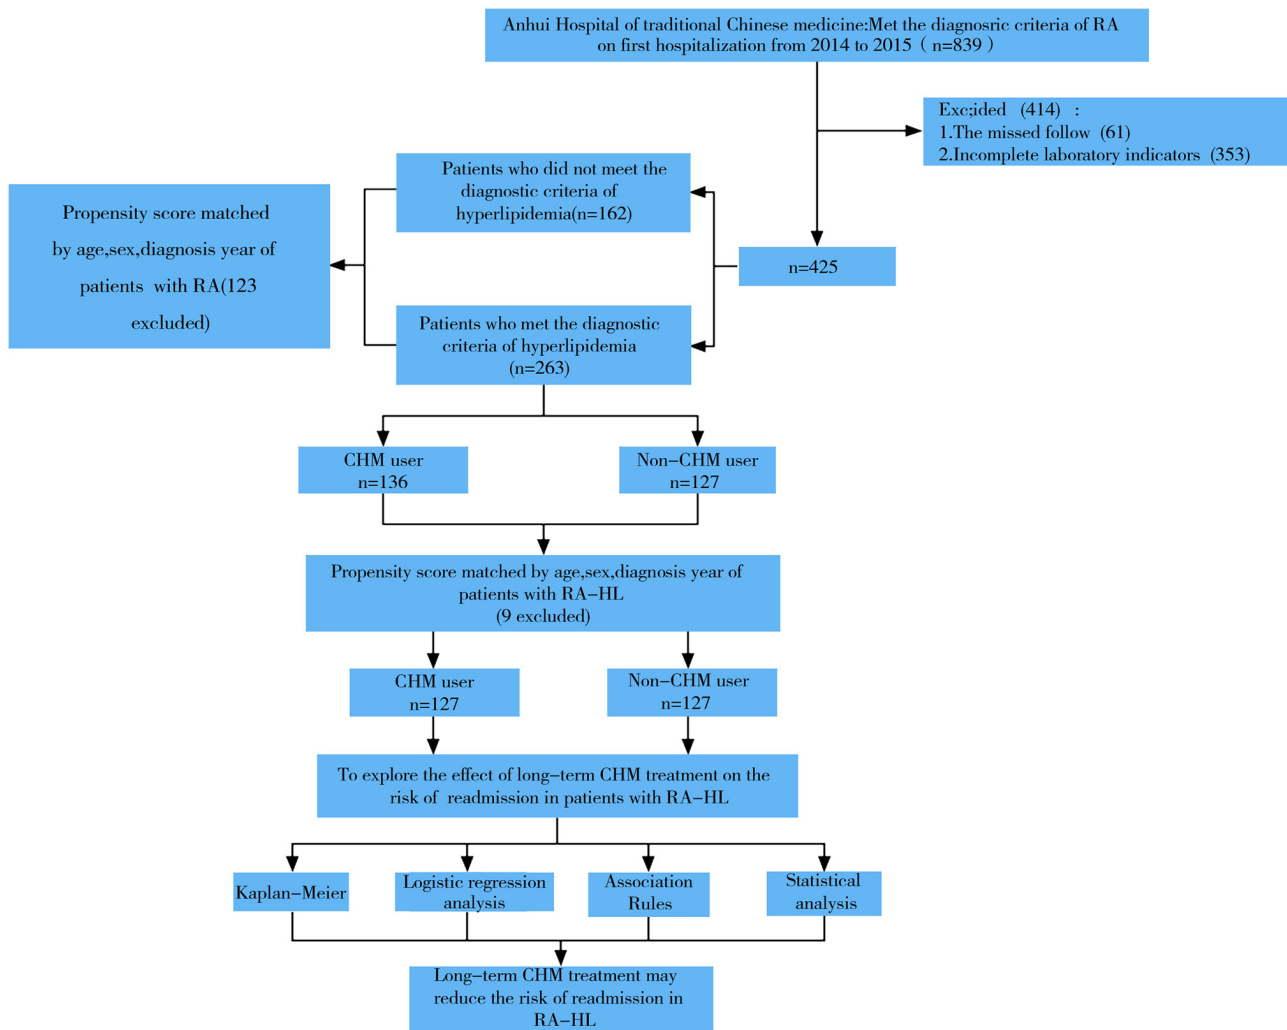 Anhui Hospital of traditional Chinese medicine:Met the diagnosric criteria of RA
on first hospitalization from 2014 to 2015 ( n=839 )
Exc;ided (414) :
1.The missed follow (61)
2.Incomplete laboratory indicators (353)
Patients who did not meet the
diagnostic criteria of
hyperlipidemia(n=162)
Propensity score matched
by age,sex,diagnosis year of
patients with RA(123
excluded)
n=425
Patients who met the diagnostic
criteria of hyperlipidemia
(n=263)
CHM user
n=136
Non-CHM user
n=127
Propensity score matched by age,sex,diagnosis year of
patients with RA-HL
(9 excluded)
CHM user
n=127
Non-CHM user
n=127
To explore the effect of long-term CHM treatment on the
risk of readmission in patients with RA-HL
Kaplan-Meier
Logistic regression
analysis
Association
Rules
Statistical
analysis
Long-term CHM treatment may
reduce the risk of readmission in
RA-HL